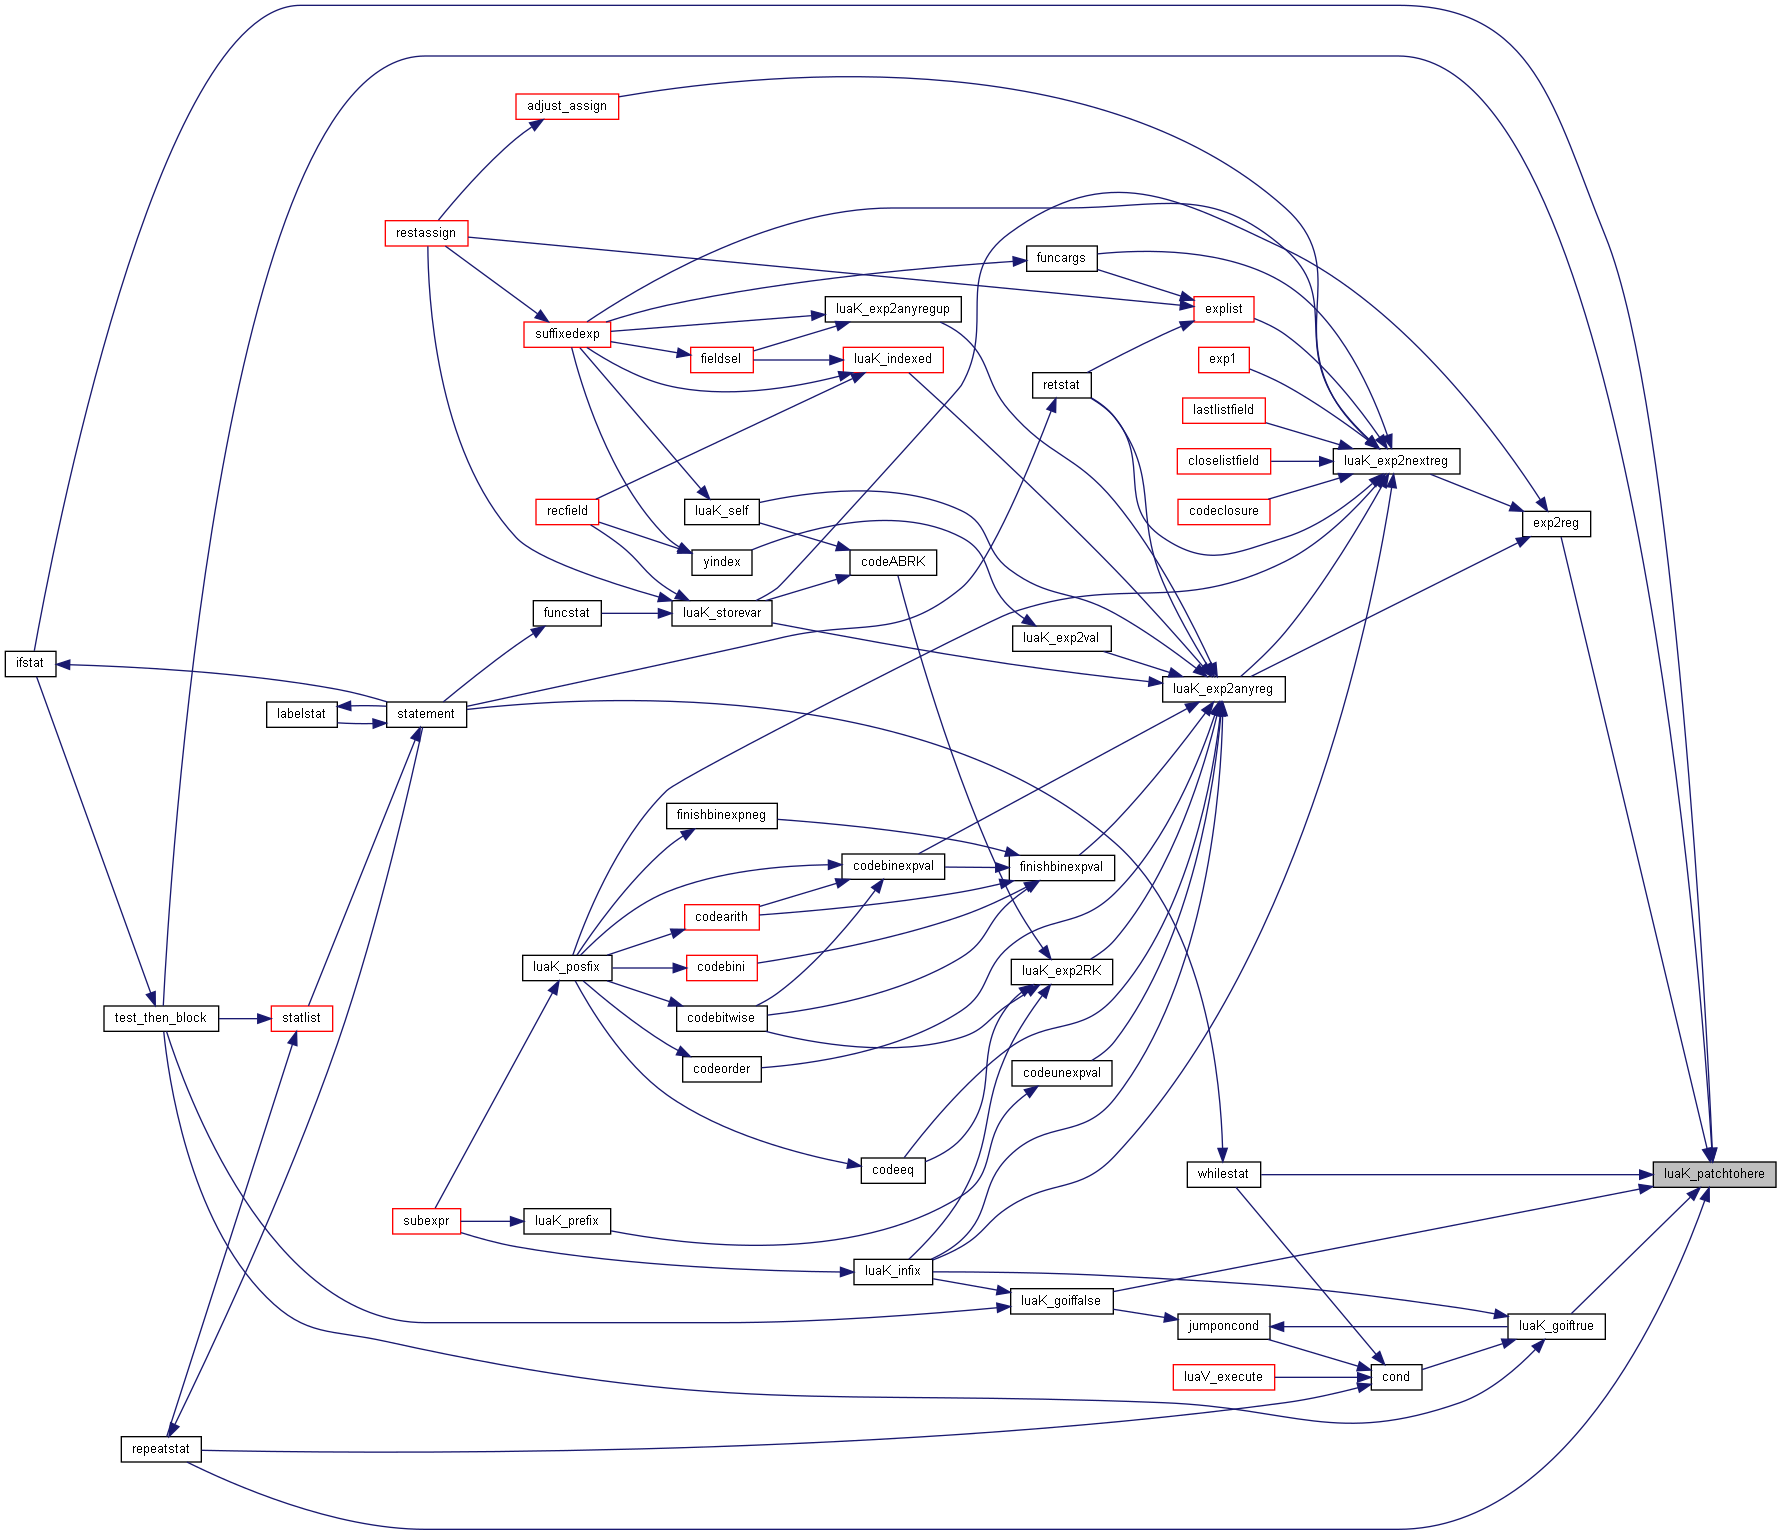 adjust_assign
restassign
funcargs
luaK_exp2anyregup
explist
suffixedexp
fieldsel
luaK_indexed
exp1
retstat
lastlistfield
closelistfield
luaK_exp2nextreg
recfield
luaK_self
codeclosure
exp2reg
yindex
codeABRK
funcstat
luaK_storevar
luaK_exp2val
ifstat
luaK_exp2anyreg
labelstat
statement
finishbinexpneg
codebinexpval
finishbinexpval
codearith
luaK_posfix
codebini
luaK_exp2RK
test_then_block
statlist
codebitwise
codeorder
codeunexpval
codeeq
whilestat
luaK_patchtohere
subexpr
luaK_prefix
luaK_infix
luaK_goiffalse
jumponcond
luaK_goiftrue
luaV_execute
cond
repeatstat